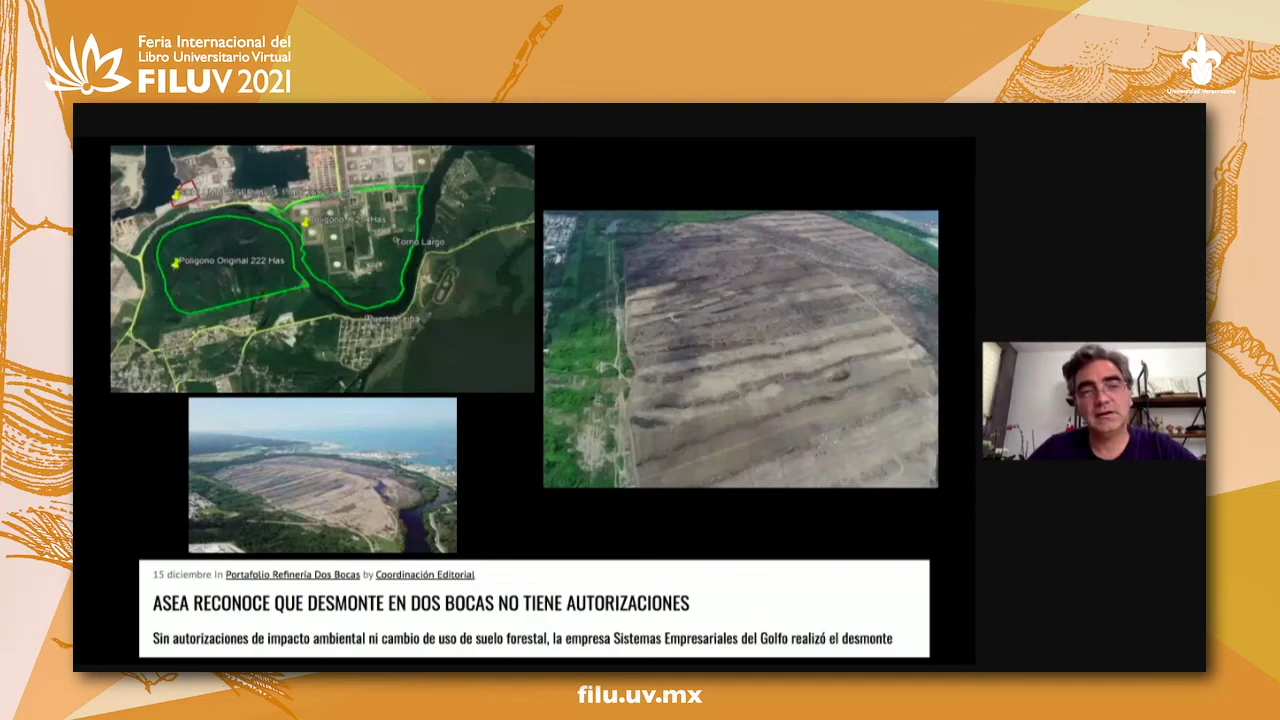 Feria Internacional del
Libro Universitario Virtual
FILUV 2021
Universidad Veracruzana
Polígono Original 222 Has
Torno Largo
15 diciembre In Portafolio Refinería Dos Bocas by Coordinación Editorial
ASEA RECONOCE QUE DESMONTE EN DOS BOCAS NO TIENE AUTORIZACIONES
Sin autorizaciones de impacto ambiental ni cambio de uso de suelo forestal, la empresa Sistemas Empresariales del Golfo realizó el desmonte
filu.uv.mx